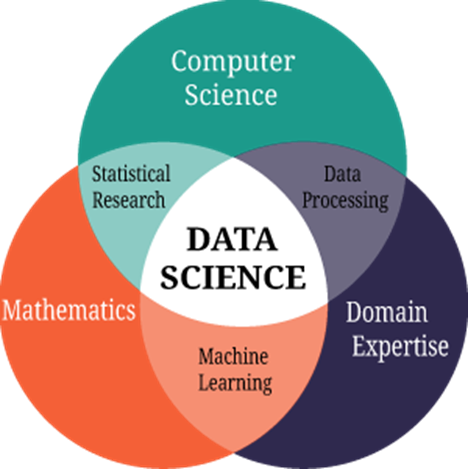 Computer
Science
Statistical
Research
Data
Processing
DATA
SCIENCE
Mathematics
Domain
Expertise
Machine
Learning